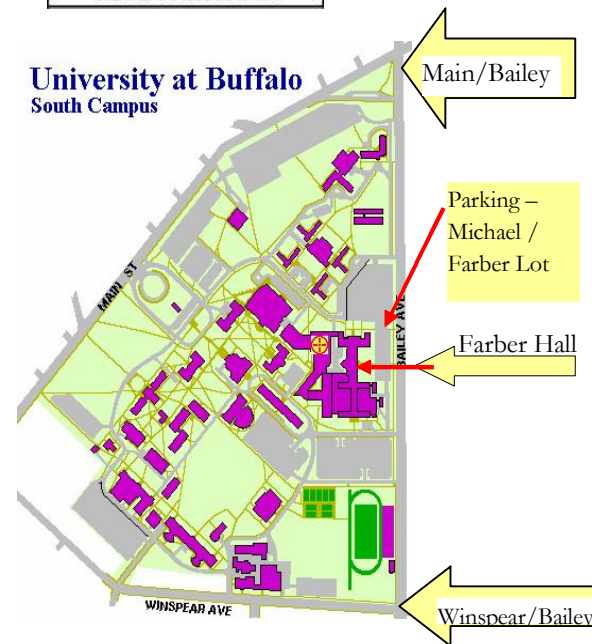 University at Buffalo
South Campus
Main/Bailey
Parking –
Michael /
Farber Lot
MAIN ST
BAILEY AVE
Farber Hall
WINSPEAR AVE
Winspear/Bailey